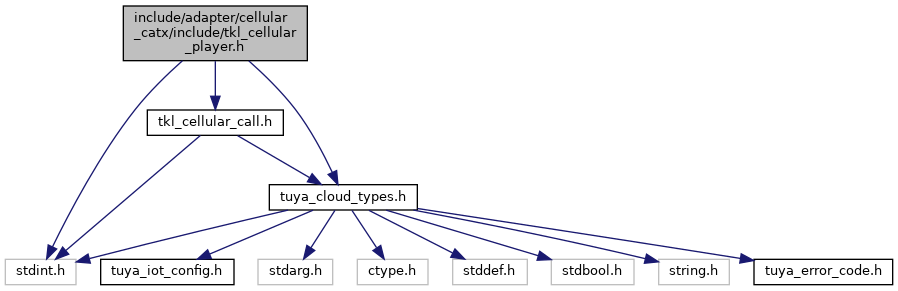 include/adapter/cellular
_catx/include/tkl_cellular
_player.h
tkl_cellular_call.h
tuya_cloud_types.h
stdint.h
tuya_iot_config.h
stdarg.h
ctype.h
stddef.h
stdbool.h
string.h
tuya_error_code.h